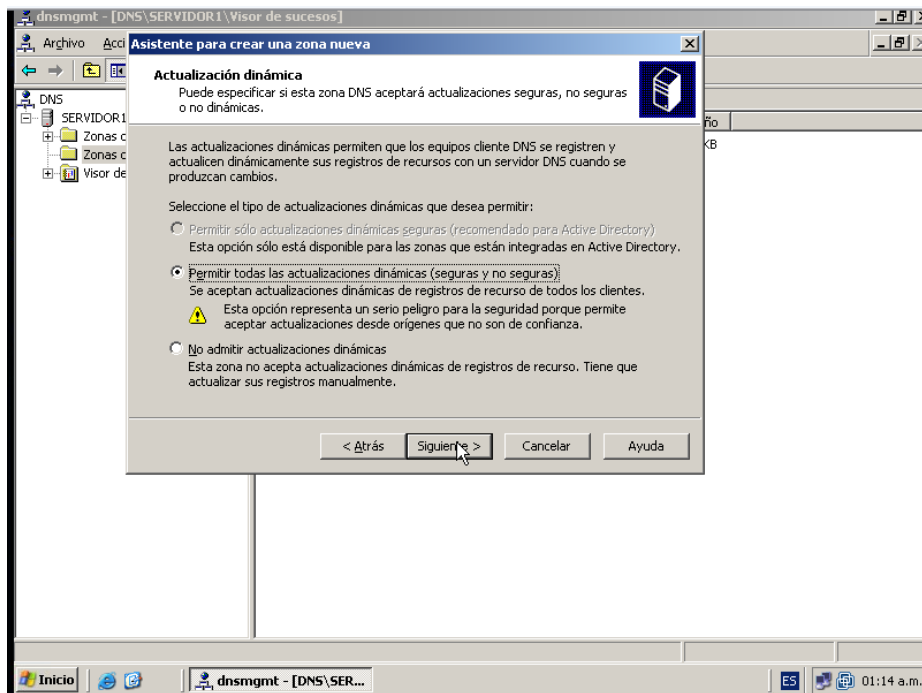 dnsmgmt - [DNS\SERVIDOR1\Visor de sucesos]
Archivo Acci
Asistente para crear una zona nueva
Actualización dinámica
Puede especificar si esta zona DNS aceptará actualizaciones seguras, no seguras
o no dinámicas.
DNS
SERVIDOR1
Zonas c
Zonas c
Visor de
ño
KB
Las actualizaciones dinámicas permiten que los equipos cliente DNS se registren y
actualicen dinámicamente sus registros de recursos con un servidor DNS cuando se
produzcan cambios.
Seleccione el tipo de actualizaciones dinámicas que desea permitir:
Permitir sólo actualizaciones dinámicas seguras (recomendado para Active Directory)
Esta opción sólo está disponible para las zonas que están integradas en Active Directory.
Permitir todas las actualizaciones dinámicas (seguras y no seguras)
Se aceptan actualizaciones dinámicas de registros de recurso de todos los clientes.
Esta opción representa un serio peligro para la seguridad porque permite
aceptar actualizaciones desde orígenes que no son de confianza.
No admitir actualizaciones dinámicas
Esta zona no acepta actualizaciones dinámicas de registros de recurso. Tiene que
actualizar sus registros manualmente.
< Atrás Siguiente > Cancelar Ayuda
Inicio dnsmgmt - [DNS\SER... ES 01:14 a.m.